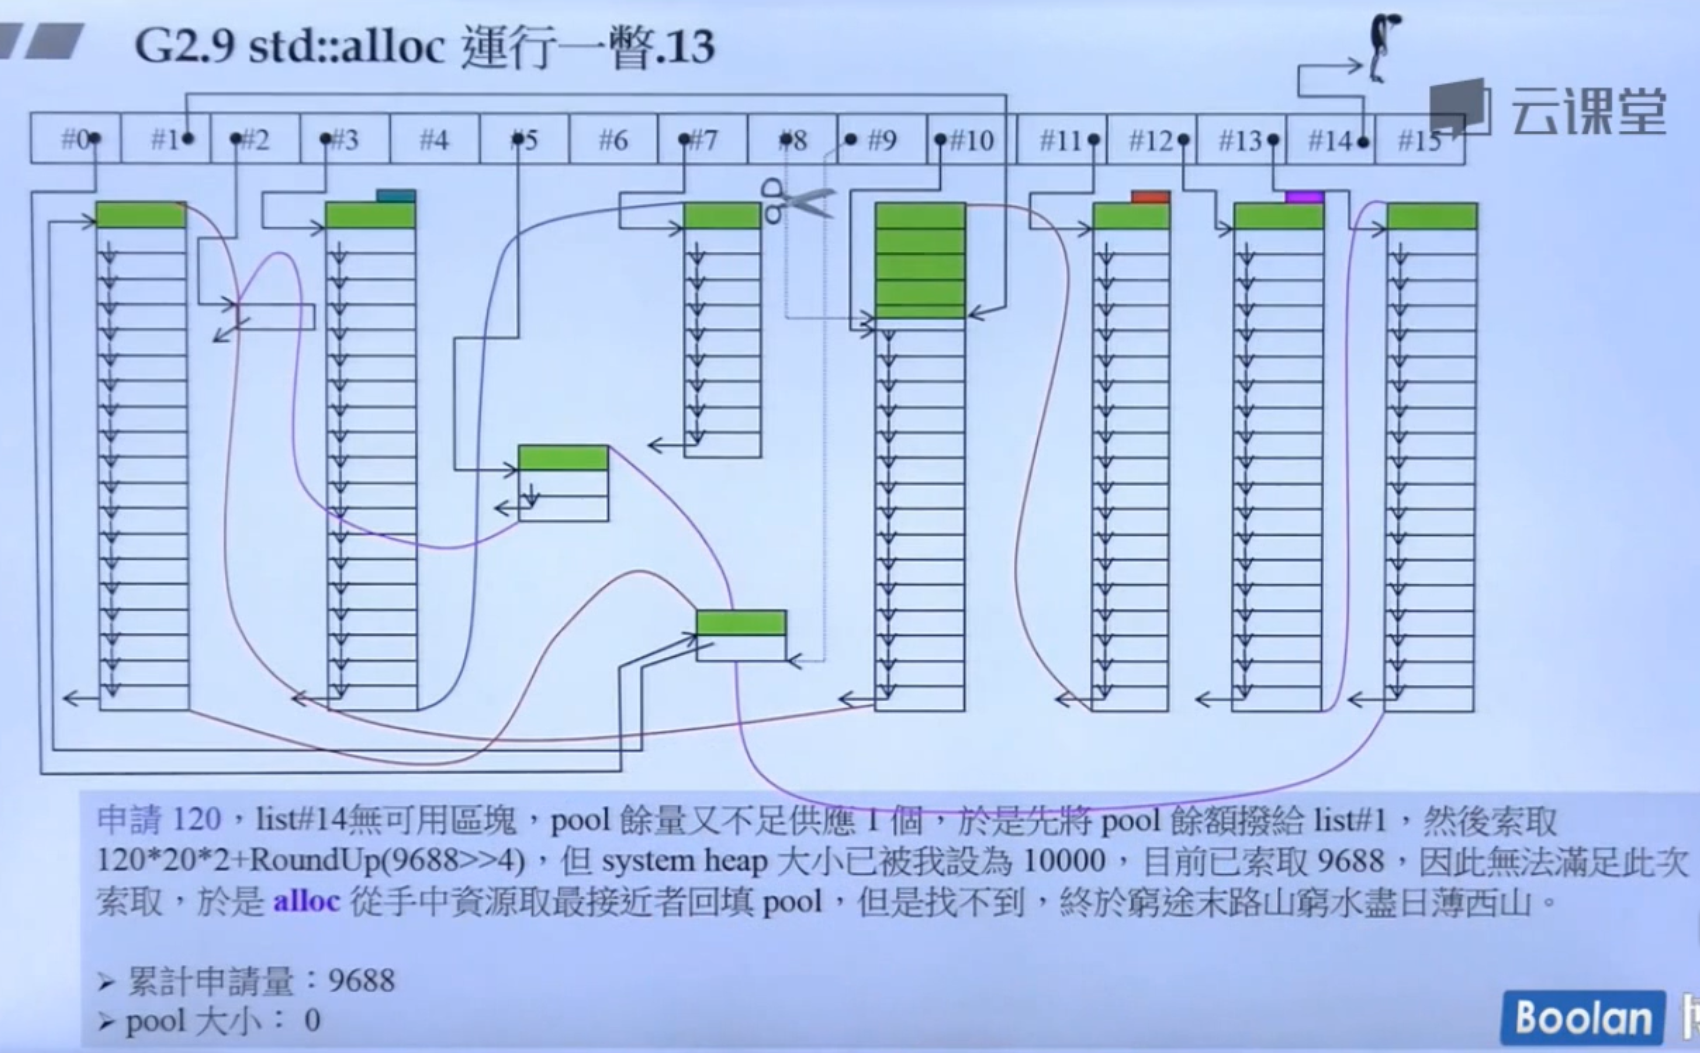 G2.9 std::alloc 運行一瞥.13
云课堂
#0 #1 #2 #3 #4 #5 #6 #7 #8 #9 #10 #11 #12 #13 #14 #15
申請 120，list#14無可用區塊，pool 餘量又不足供應 1 個，於是先將 pool 餘額撥給 list#1，然後索取
120*20*2+RoundUp(9688>>4)，但 system heap 大小已被我設為 10000，目前已索取 9688，因此無法滿足此次
索取，於是 alloc 從手中資源取最接近者回填 pool，但是找不到，終於窮途末路山窮水盡日薄西山。
➢ 累計申請量：9688
➢ pool 大小： 0
Boolan